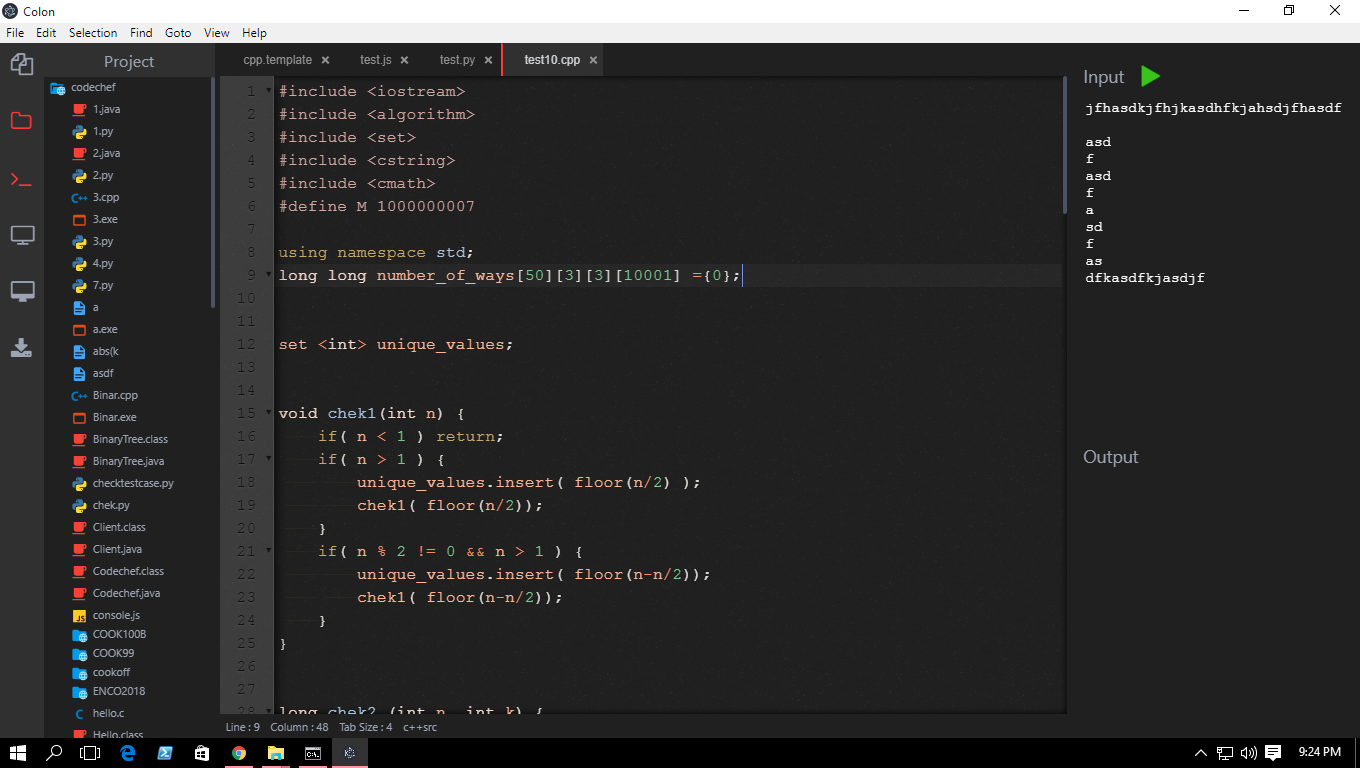 Colon
File Edit Selection Find Goto View Help
Project
codechef
1.java
1.py
2.java
2.py
3.cpp
3.exe
3.py
4.py
7.py
a
a.exe
abs(k
asdf
Binar.cpp
Binar.exe
BinaryTree.class
BinaryTree.java
checktestcase.py
chek.py
Client.class
Client.java
Codechef.class
Codechef.java
console.js
COOK100B
COOK99
cookoff
ENCO2018
hello.c
Hello.class
cpp.template × test.js × test.py × test10.cpp ×
1 #include <iostream>
2 #include <algorithm>
3 #include <set>
4 #include <cstring>
5 #include <cmath>
6 #define M 1000000007
7
8 using namespace std;
9 long long number_of_ways[50][3][3][10001] ={0};
10
11
12 set <int> unique_values;
13
14
15 void chek1(int n) {
16 if( n < 1 ) return;
17 if( n > 1 ) {
18 unique_values.insert( floor(n/2) );
19 chek1( floor(n/2));
20 }
21 if( n % 2 != 0 && n > 1 ) {
22 unique_values.insert( floor(n-n/2));
23 chek1( floor(n-n/2));
24 }
25 }
26
27
28 long chek2 (int n, int k) {
Line : 9 Column : 48 Tab Size : 4 c++src
Input
jfhasdkjfhjkasdhfkjahsdjfhasdf
asd
f
asd
f
a
sd
f
as
dfkasdfkjasdjf
Output
9:24 PM